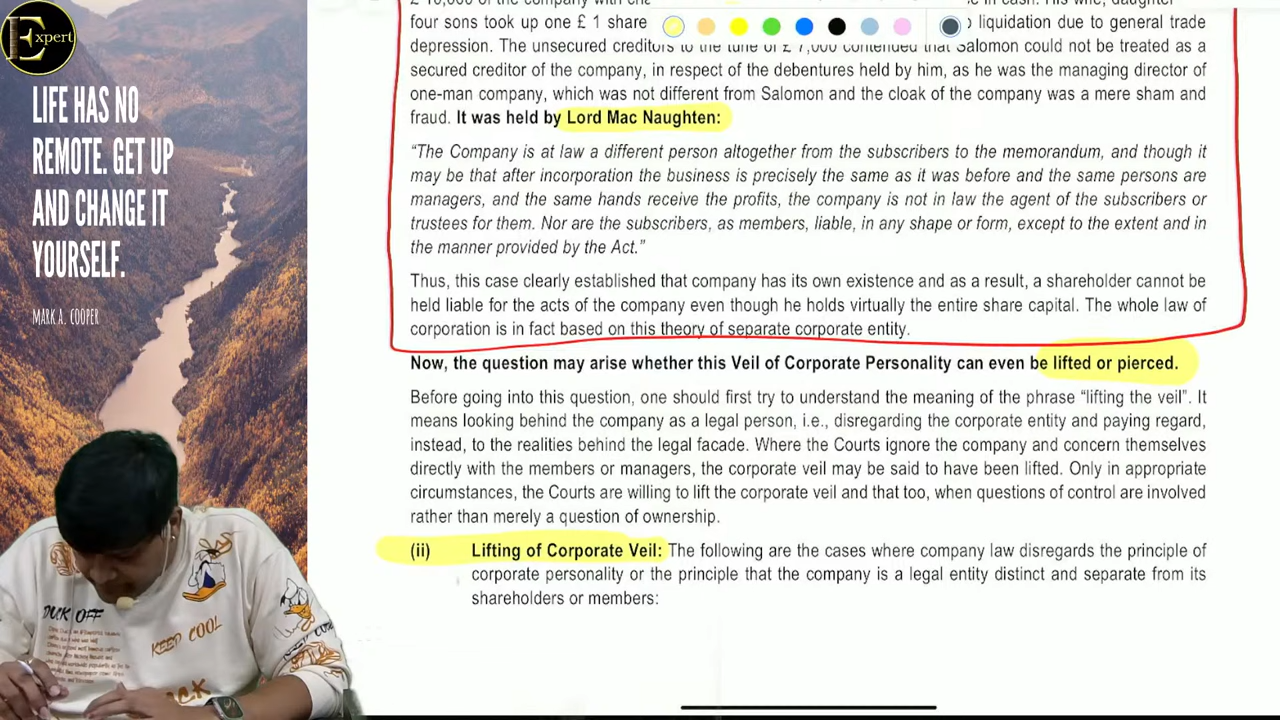 Expert
LIFE HAS NO
REMOTE. GET UP
AND CHANGE IT
YOURSELF.
MARK A. COOPER
£ 10,000 of the company with in cash. His wife, daughter
four sons took up one £ 1 share liquidation due to general trade
depression. The unsecured creditors to the tune of £ 7,000 contended that Salomon could not be treated as a
secured creditor of the company, in respect of the debentures held by him, as he was the managing director of
one-man company, which was not different from Salomon and the cloak of the company was a mere sham and
fraud. It was held by Lord Mac Naughten:
“The Company is at law a different person altogether from the subscribers to the memorandum, and though it
may be that after incorporation the business is precisely the same as it was before and the same persons are
managers, and the same hands receive the profits, the company is not in law the agent of the subscribers or
trustees for them. Nor are the subscribers, as members, liable, in any shape or form, except to the extent and in
the manner provided by the Act.”
Thus, this case clearly established that company has its own existence and as a result, a shareholder cannot be
held liable for the acts of the company even though he holds virtually the entire share capital. The whole law of
corporation is in fact based on this theory of separate corporate entity.
Now, the question may arise whether this Veil of Corporate Personality can even be lifted or pierced.
Before going into this question, one should first try to understand the meaning of the phrase “lifting the veil”. It
means looking behind the company as a legal person, i.e., disregarding the corporate entity and paying regard,
instead, to the realities behind the legal facade. Where the Courts ignore the company and concern themselves
directly with the members or managers, the corporate veil may be said to have been lifted. Only in appropriate
circumstances, the Courts are willing to lift the corporate veil and that too, when questions of control are involved
rather than merely a question of ownership.
(ii) Lifting of Corporate Veil: The following are the cases where company law disregards the principle of
corporate personality or the principle that the company is a legal entity distinct and separate from its
shareholders or members:
DUCK OFF
KEEP COOL